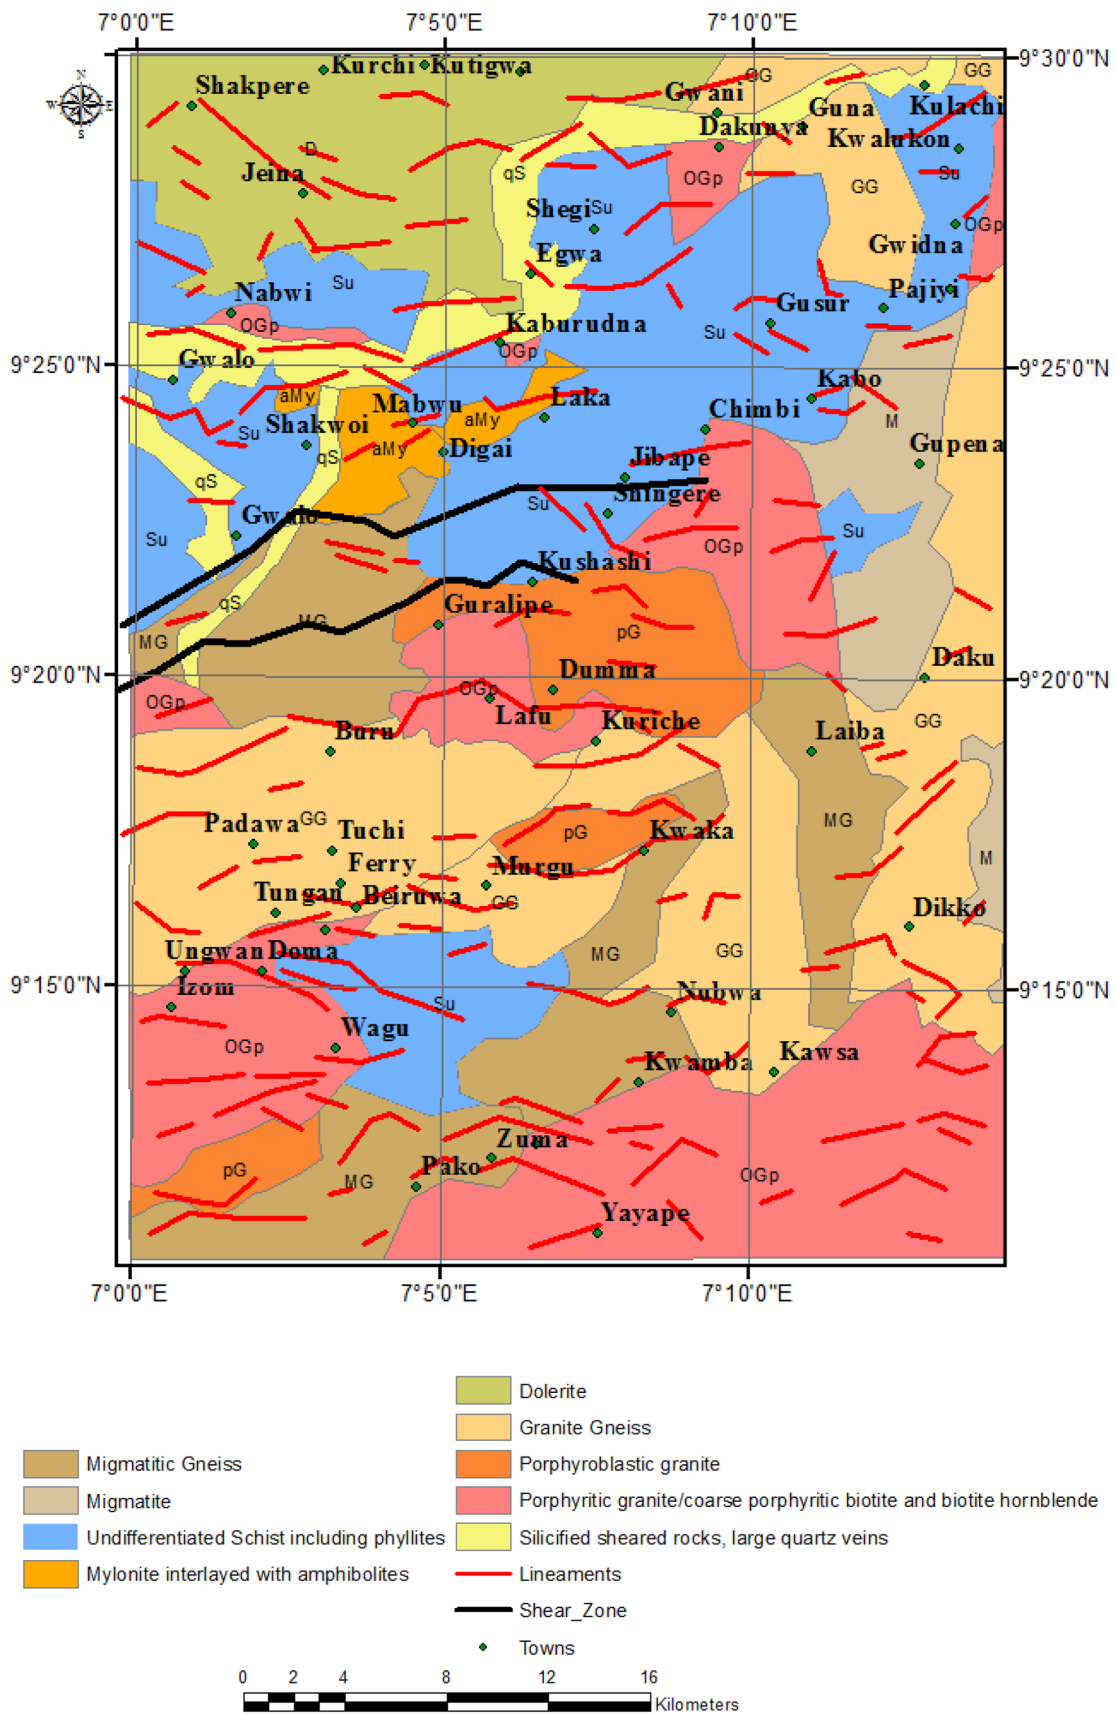 7°0'0"E 7°5'0"E 7°10'0"E
9°30'0"N
N
W E
S
Kurchi Kutigwa
OG GG
Shakpere Gwani Guna Kulachi
Dakunya Kwalukon
D
Jeina qS OGp GG Su
Shegi Su
OGp
Egwa Gwidna
Nabwi Su Pajiyi
OGp Kaburudna Su Gusur
OGp
9°25'0"N Gwalo 9°25'0"N
Kabo
aMy Mabwu aMy Laka Chimbi M
Su Shakwoi
qS aMy Digai Gupena
Jibape
qS Su Shingere
Gwalo
Su OGp Su
Kushashi
qS Guralipe
MG MG pG
9°20'0"N Dumma Daku 9°20'0"N
OGp OGp
Lafu Kuriche GG
Buru Laiba
Padawa GG Tuchi pG Kwaka MG
Ferry Murgu M
Tungan Beiruwa GG Dikko
Ungwan Doma MG GG
9°15'0"N Izom Su Nubwa 9°15'0"N
Wagu
OGp Kwamba Kawsa
Zuma
pG MG Pako OGp
Yayape
7°0'0"E 7°5'0"E 7°10'0"E
Dolerite
Granite Gneiss
Migmatitic Gneiss Porphyroblastic granite
Migmatite Porphyritic granite/coarse porphyritic biotite and biotite hornblende
Undifferentiated Schist including phyllites Silicified sheared rocks, large quartz veins
Mylonite interlayed with amphibolites Lineaments
Shear_Zone
Towns
0 2 4 8 12 16
Kilometers